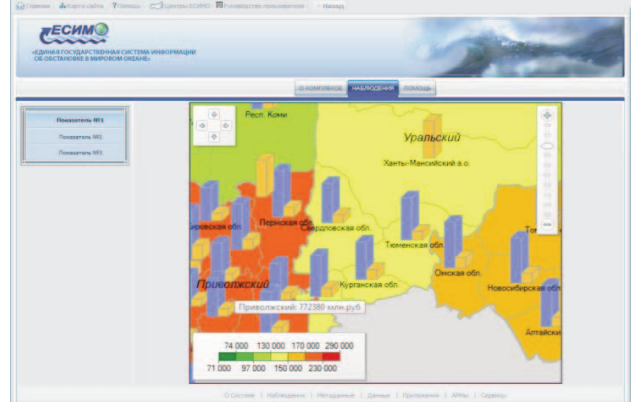 Главная Карта сайта Помощь Центры ЕСИМО Руководство пользователя Назад
ЕСИМО
«ЕДИНАЯ ГОСУДАРСТВЕННАЯ СИСТЕМА ИНФОРМАЦИИ
ОБ ОБСТАНОВКЕ В МИРОВОМ ОКЕАНЕ»
О КОМПЛЕКСЕ НАБЛЮДЕНИЯ ПОМОЩЬ
Показатель №1
Показатель №2
Показатель №3
Респ. Коми
Уральский
Ханты-Мансийский а.о.
ировская обл.
Пермская обл.
Свердловская обл.
Тюменская обл.
Том
Омская обл.
Приволжский
Курганская обл.
Новосибирская обл.
Приволжский: 772380 млн.руб
Алтайски
74 000 130 000 170 000 290 000
71 000 97 000 150 000 230 000
О Системе | Наблюдения | Метаданные | Данные | Приложения | АРМы | Сервисы